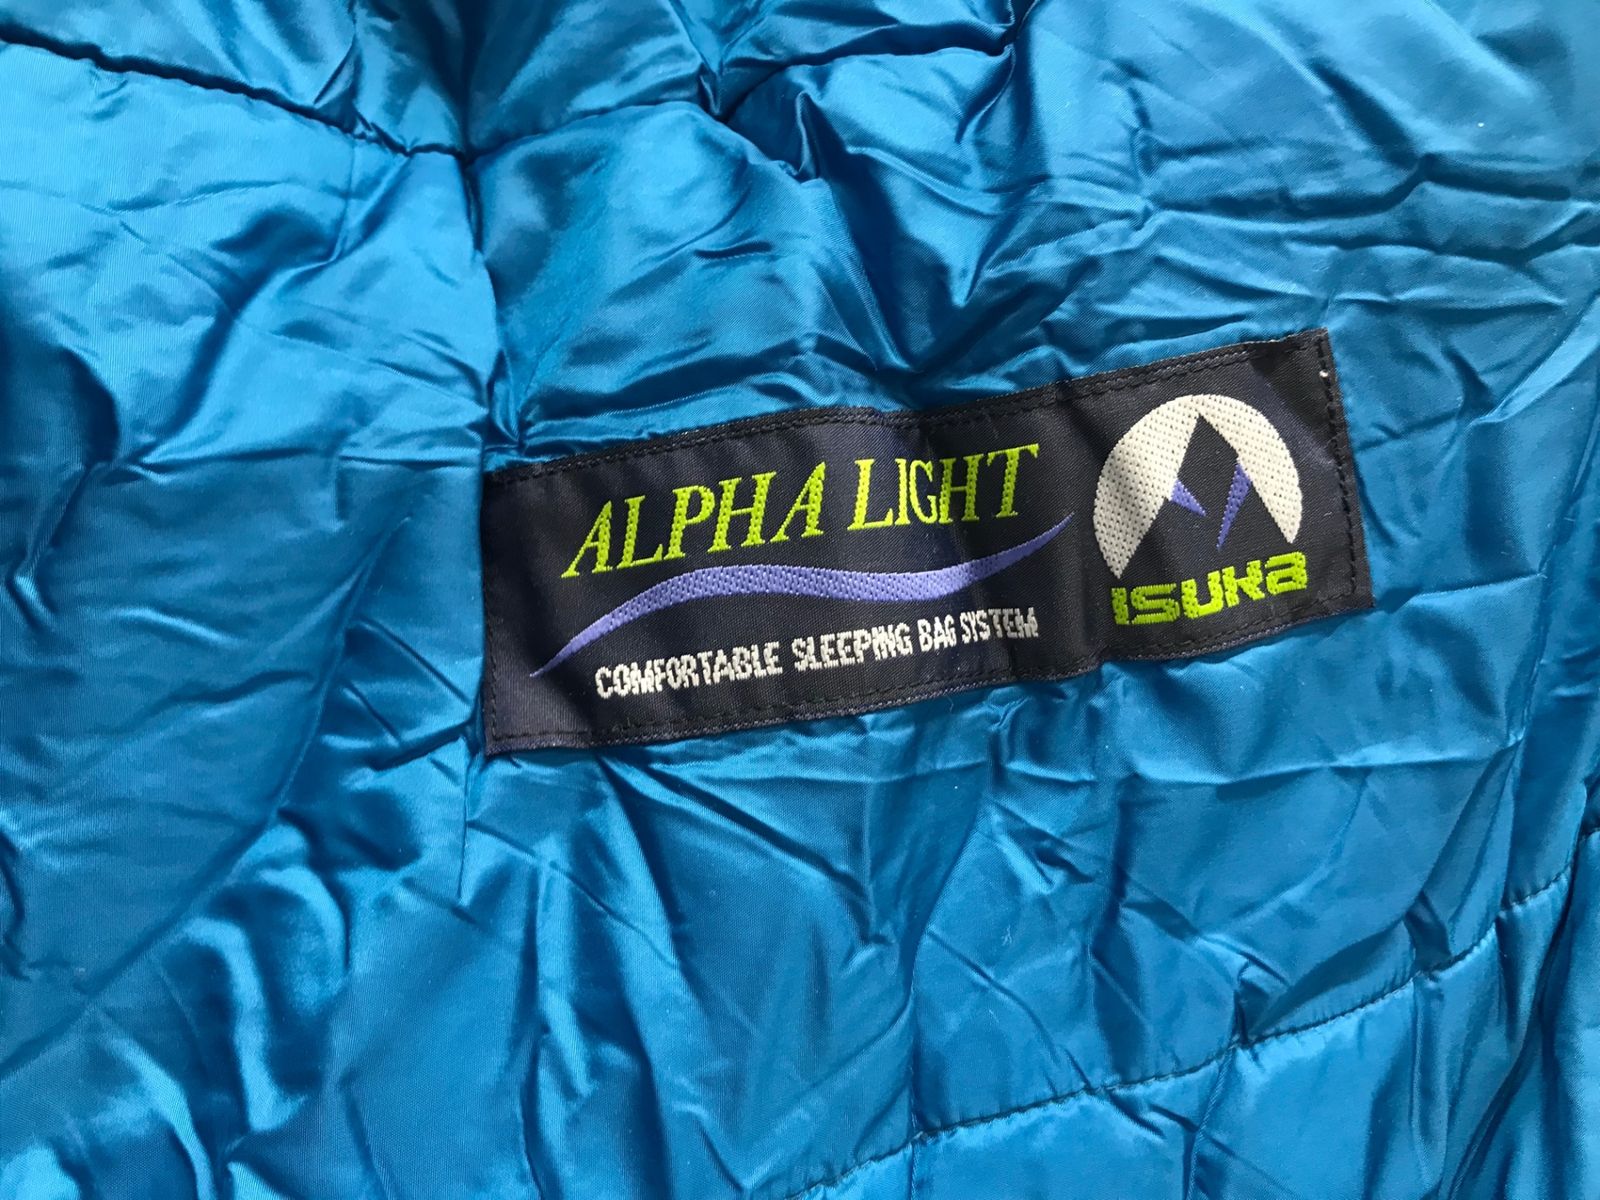 ALPHA LIGHT
COMFORTABLE SLEEPING BAG SYSTEM
ISUKa